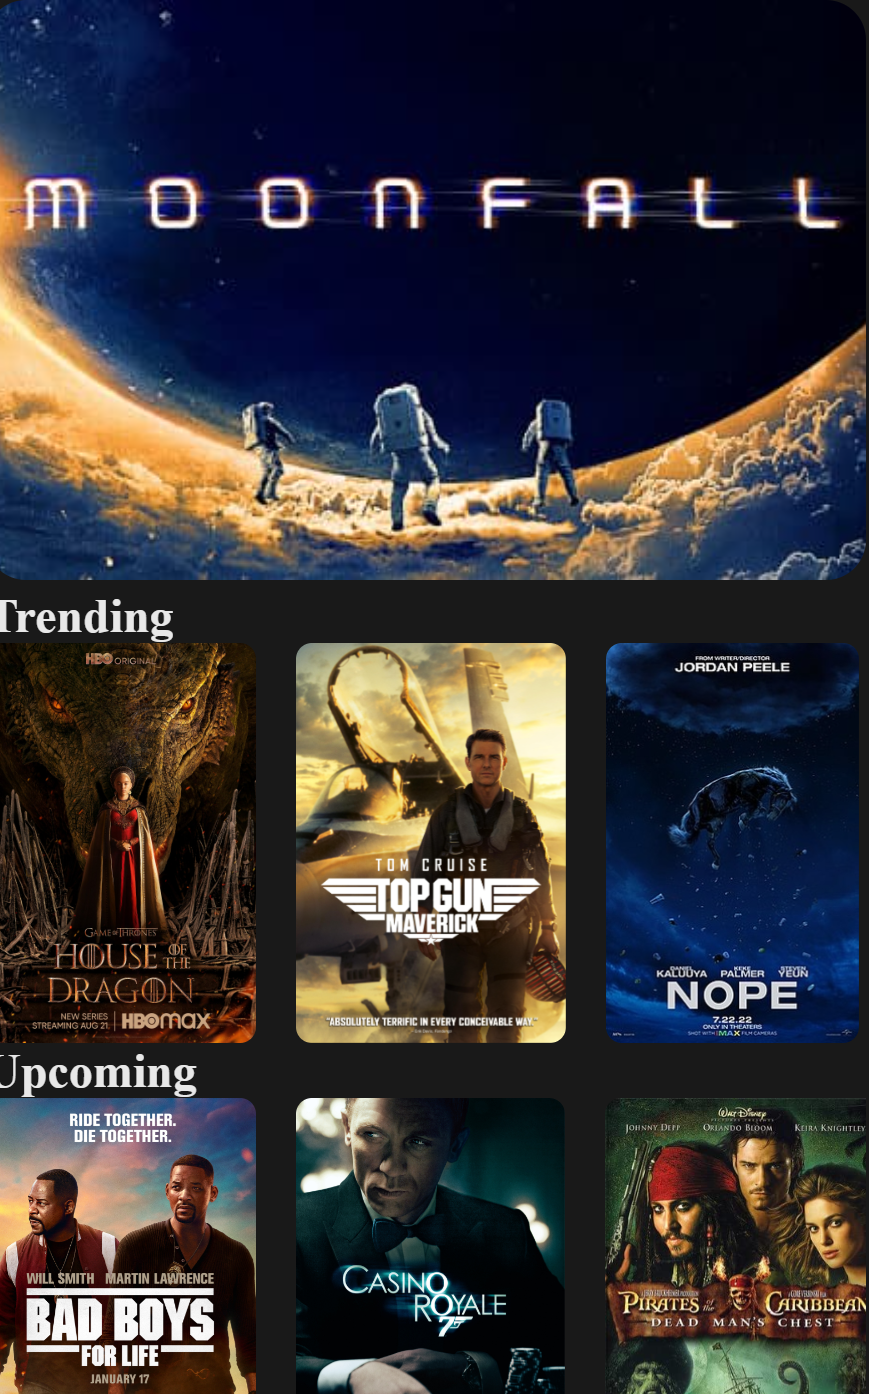 MOONFALL
Trending
HBO ORIGINAL
GAME OF THRONES
HOUSE OF THE
DRAGON
NEW SERIES
STREAMING AUG 21.
HBOmax
TOM CRUISE
TOP GUN
MAVERICK
"ABSOLUTELY TERRIFIC IN EVERY CONCEIVABLE WAY."
FROM WRITER/DIRECTOR
JORDAN PEELE
DANIEL KALUUYA
KEKE PALMER
STEVEN YEUN
NOPE
7.22.22
ONLY IN THEATERS
SHOT WITH IMAX FILM CAMERAS
Upcoming
RIDE TOGETHER.
DIE TOGETHER.
WILL SMITH MARTIN LAWRENCE
BAD BOYS
FOR LIFE
JANUARY 17
CASINO
ROYALE
007
WALT DISNEY
PICTURES PRESENTS
JOHNNY DEPP ORLANDO BLOOM KEIRA KNIGHTLEY
PIRATES of the CARIBBEAN
DEAD MAN'S CHEST